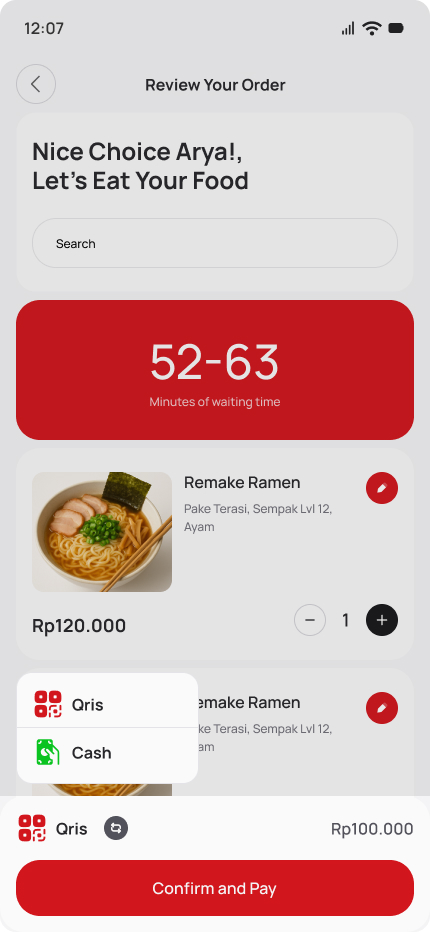 12:07
Review Your Order
Nice Choice Arya!,
Let's Eat Your Food
Search
52-63
Minutes of waiting time
Remake Ramen
Pake Terasi, Sempak Lvl 12,
Ayam
Rp120.000
1
Qris
Cash
emake Ramen
ke Terasi, Sempak Lvl 12,
am
Qris
Rp100.000
Confirm and Pay